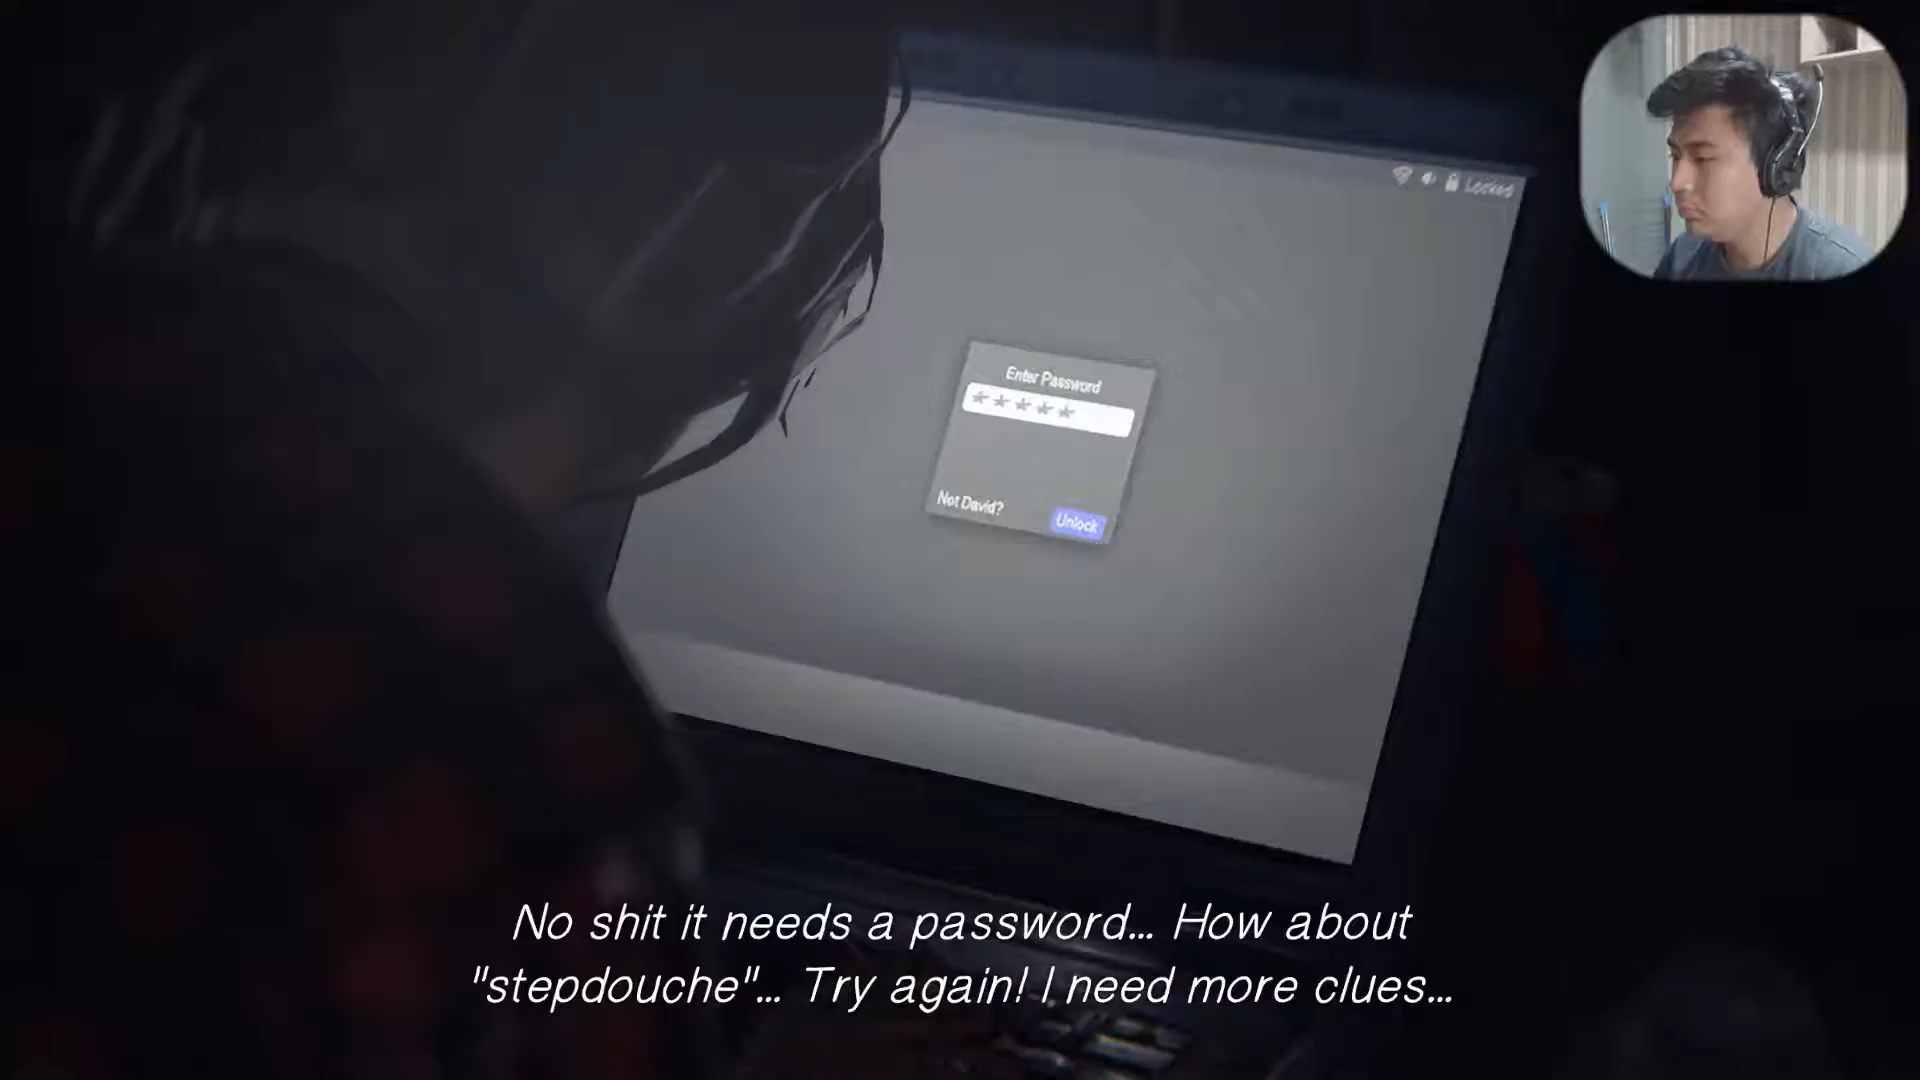 Locked
Enter Password
*****
Not David?
Unlock
No shit it needs a password... How about
"stepdouche"... Try again! I need more clues...